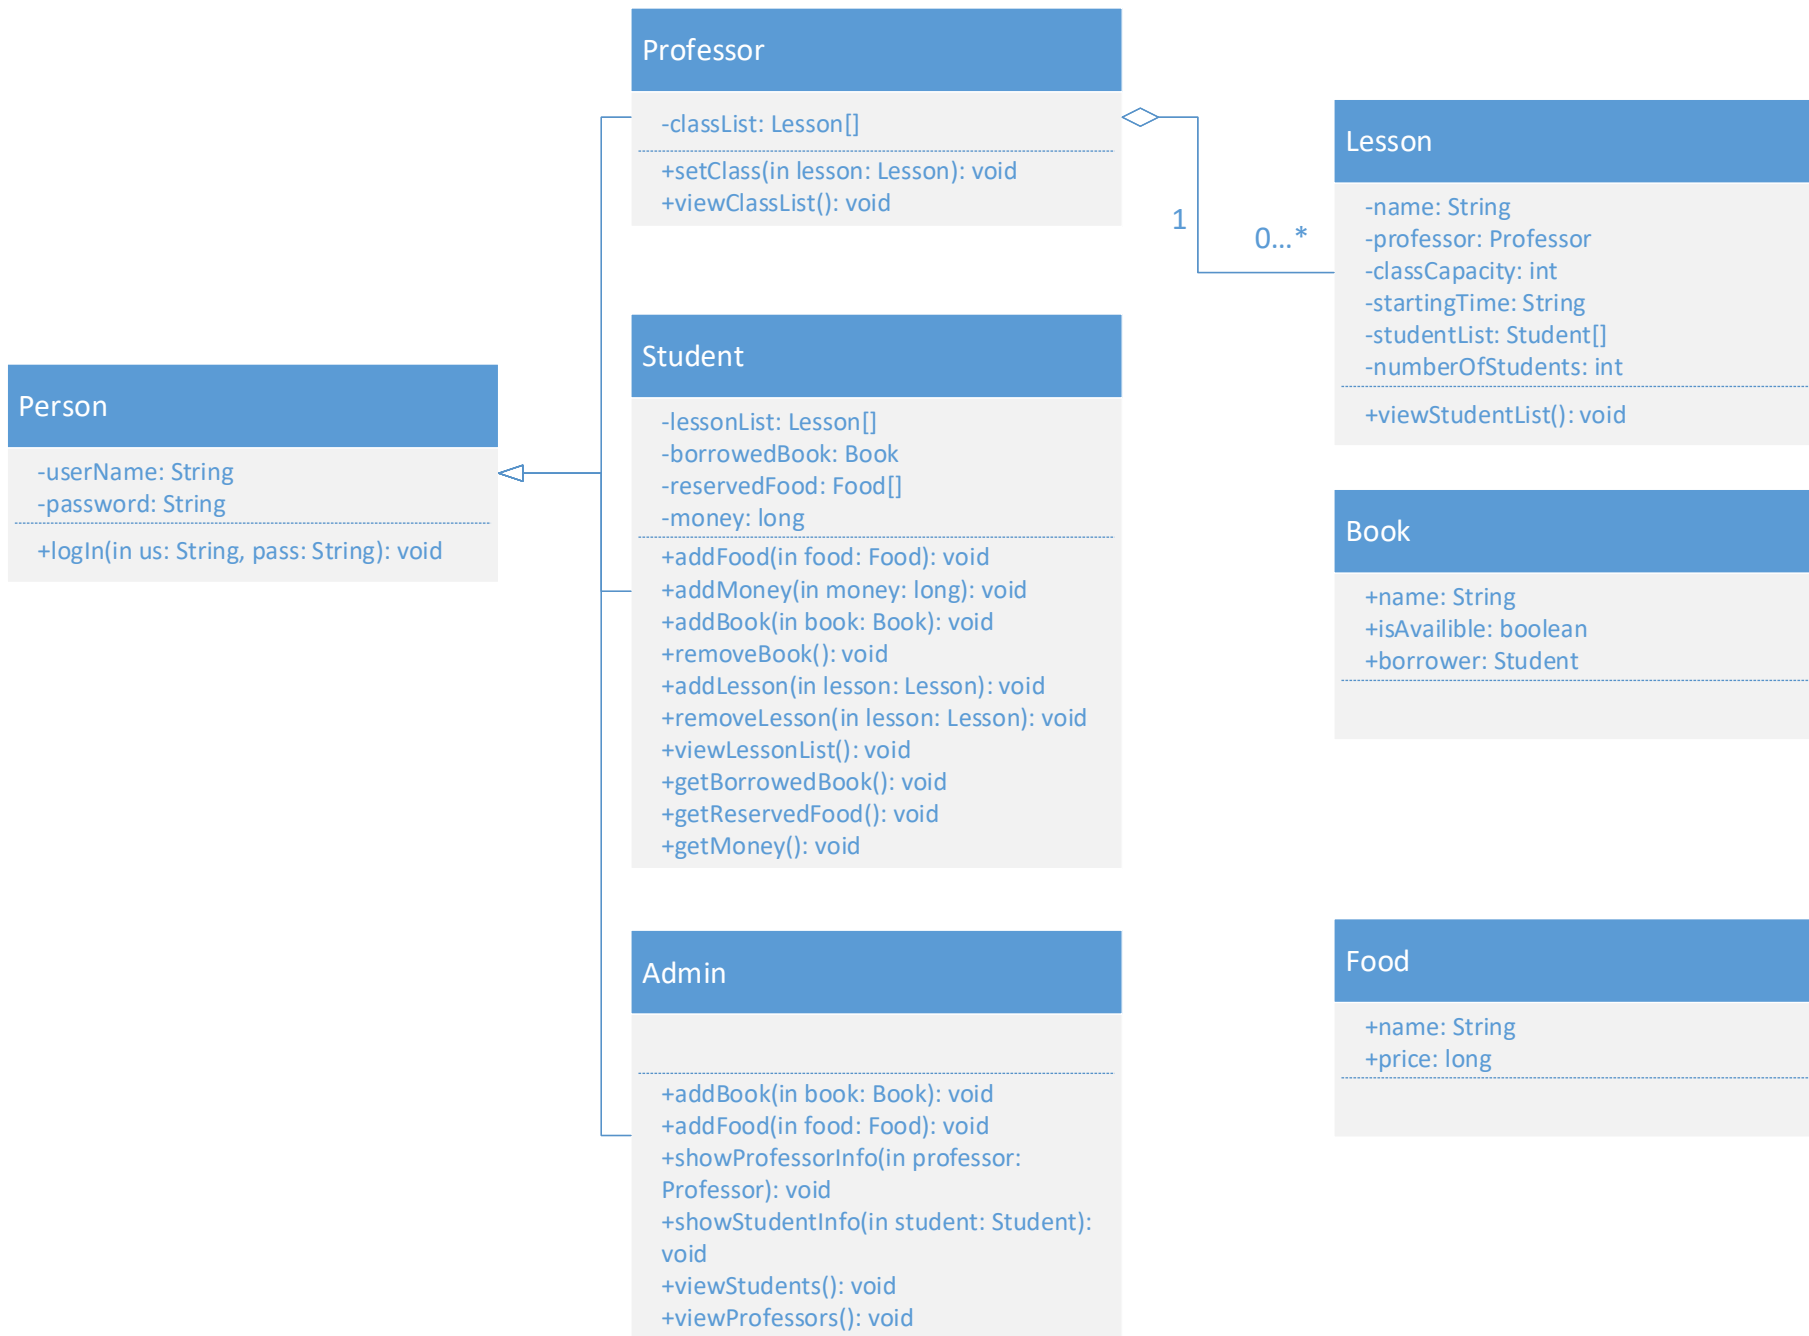 Professor
-classList: Lesson[]
+setClass(in lesson: Lesson): void
+viewClassList(): void
1
0...*
Lesson
-name: String
-professor: Professor
-classCapacity: int
-startingTime: String
-studentList: Student[]
-numberOfStudents: int
+viewStudentList(): void
Person
-userName: String
-password: String
+logIn(in us: String, pass: String): void
Student
-lessonList: Lesson[]
-borrowedBook: Book
-reservedFood: Food[]
-money: long
+addFood(in food: Food): void
+addMoney(in money: long): void
+addBook(in book: Book): void
+removeBook(): void
+addLesson(in lesson: Lesson): void
+removeLesson(in lesson: Lesson): void
+viewLessonList(): void
+getBorrowedBook(): void
+getReservedFood(): void
+getMoney(): void
Book
+name: String
+isAvailible: boolean
+borrower: Student
Admin
+addBook(in book: Book): void
+addFood(in food: Food): void
+showProfessorInfo(in professor:
Professor): void
+showStudentInfo(in student: Student):
void
+viewStudents(): void
+viewProfessors(): void
Food
+name: String
+price: long